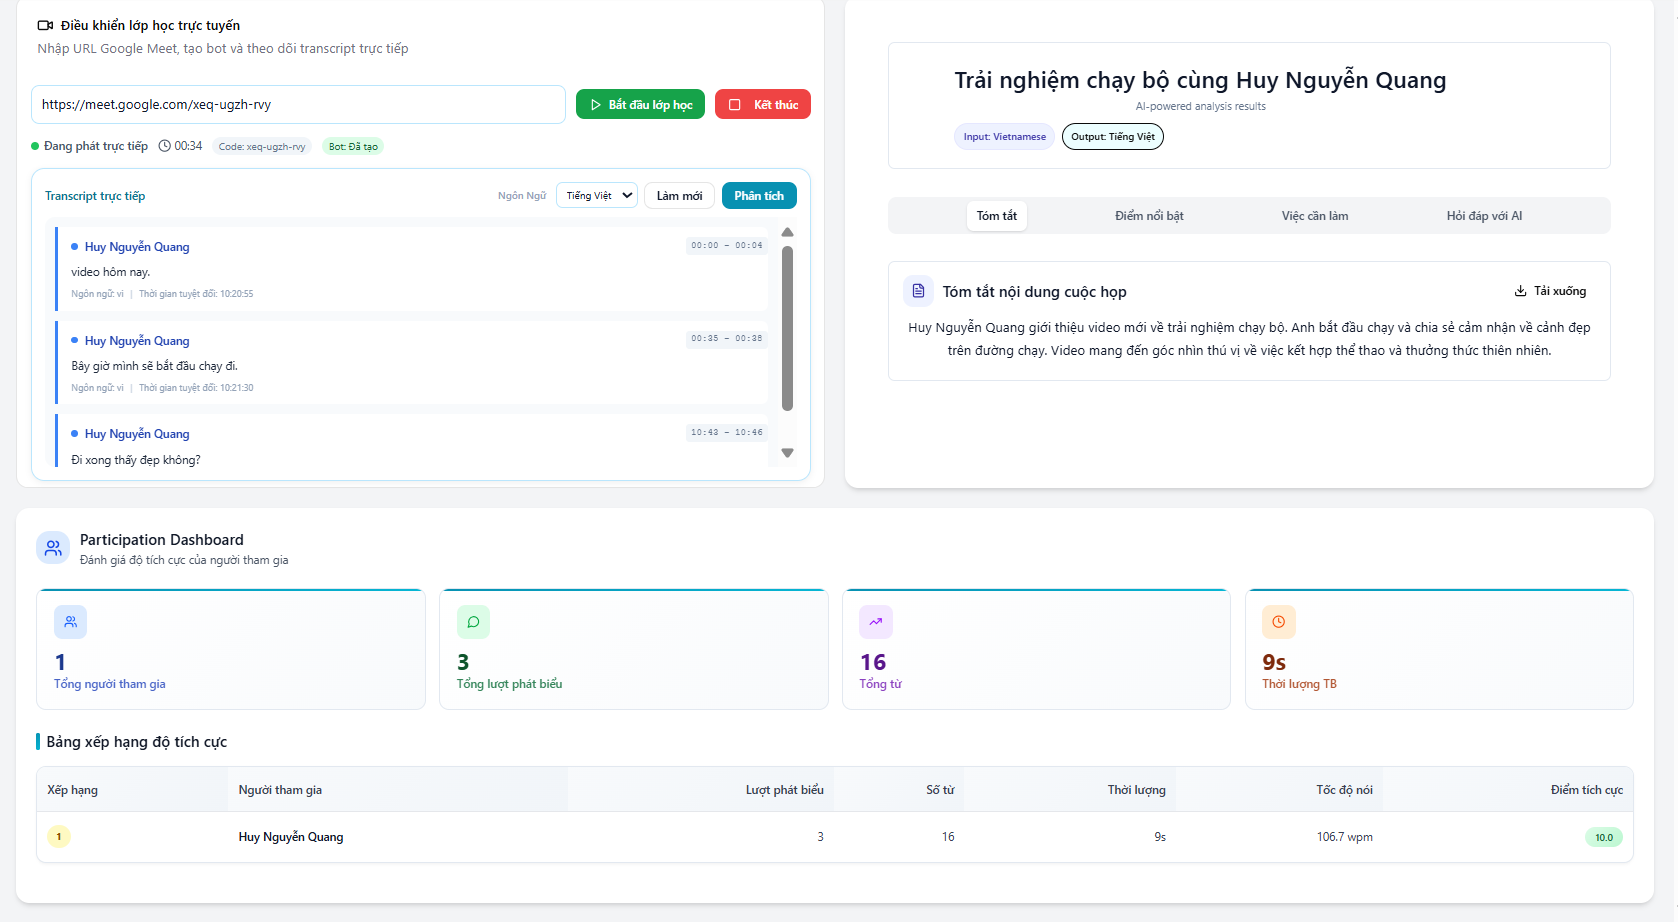 Điều khiển lớp học trực tuyến
Nhập URL Google Meet, tạo bot và theo dõi transcript trực tiếp
https://meet.google.com/xeq-ugzh-rvy
Bắt đầu lớp học
Kết thúc
Đang phát trực tiếp 00:34 Code: xeq-ugzh-rvy Bot: Đã tạo
Transcript trực tiếp
Ngôn Ngữ
Tiếng Việt
Làm mới
Phân tích
Huy Nguyễn Quang 00:00 – 00:04
video hôm nay.
Ngôn ngữ: vi | Thời gian tuyệt đối: 10:20:55
Huy Nguyễn Quang 00:35 – 00:38
Bây giờ mình sẽ bắt đầu chạy đi.
Ngôn ngữ: vi | Thời gian tuyệt đối: 10:21:30
Huy Nguyễn Quang 10:43 – 10:46
Đi xong thấy đẹp không?
Trải nghiệm chạy bộ cùng Huy Nguyễn Quang
AI-powered analysis results
Input: Vietnamese
Output: Tiếng Việt
Tóm tắt
Điểm nổi bật
Việc cần làm
Hỏi đáp với AI
Tóm tắt nội dung cuộc họp
Tải xuống
Huy Nguyễn Quang giới thiệu video mới về trải nghiệm chạy bộ. Anh bắt đầu chạy và chia sẻ cảm nhận về cảnh đẹp
trên đường chạy. Video mang đến góc nhìn thú vị về việc kết hợp thể thao và thưởng thức thiên nhiên.
Participation Dashboard
Đánh giá độ tích cực của người tham gia
1
Tổng người tham gia
3
Tổng lượt phát biểu
16
Tổng từ
9s
Thời lượng TB
Bảng xếp hạng độ tích cực
Xếp hạng Người tham gia Lượt phát biểu Số từ Thời lượng Tốc độ nói Điểm tích cực
1 Huy Nguyễn Quang 3 16 9s 106.7 wpm 10.0